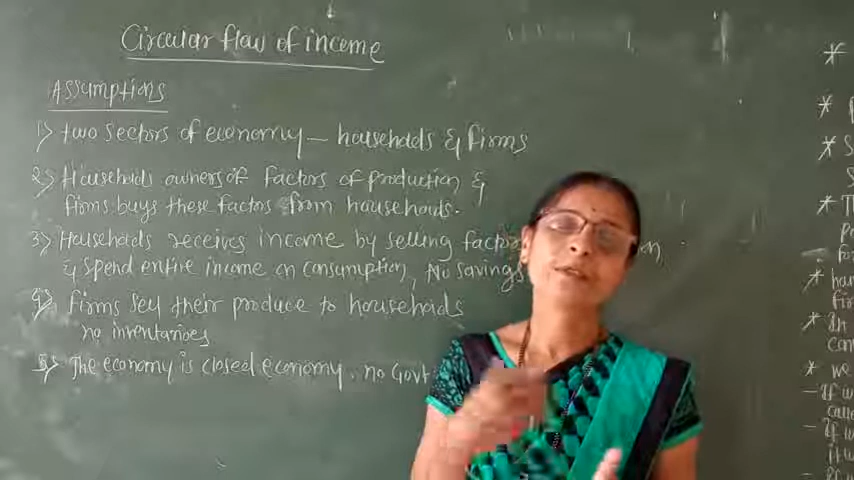 Circular flow of income
Assumptions
1> two sectors of economy – households & firms
2> Households owners of factors of production &
firms buys these factors from households.
3> Households receives income by selling
& spend entire income on consumption, No savings
4> firms sell their produce to households
no inventaroies
5> The economy is closed economy. no Govt